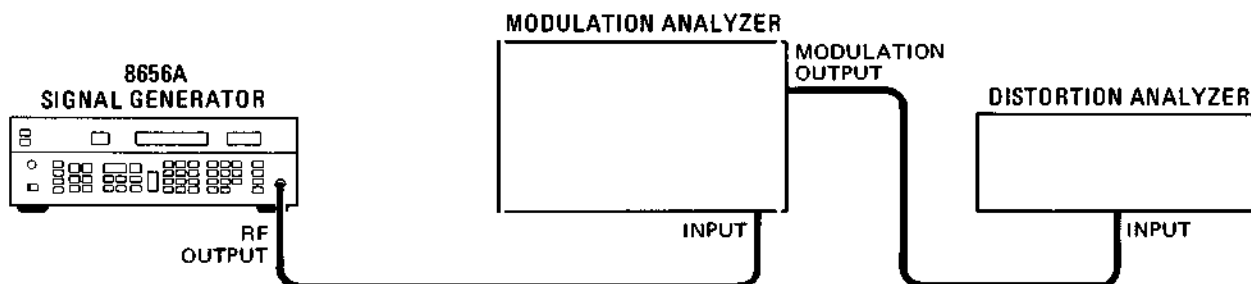 MODULATION ANALYZER
8656A
SIGNAL GENERATOR
MODULATION
OUTPUT
DISTORTION ANALYZER
RF
OUTPUT
INPUT
INPUT